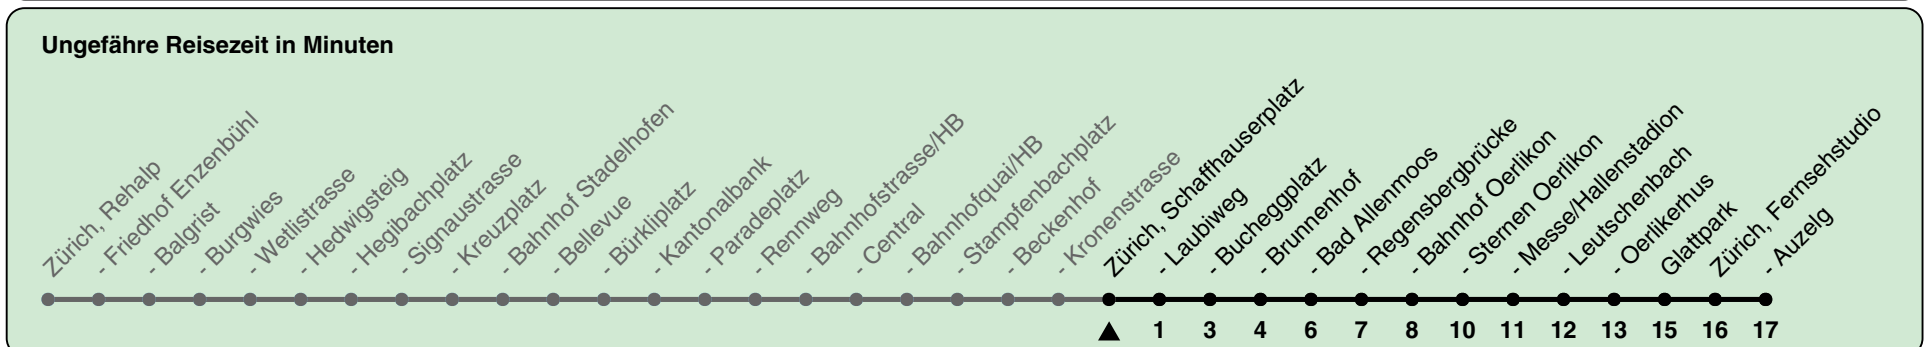 Ungefähre Reisezeit in Minuten
Zürich, Rehalp
- Friedhof Enzenbühl
- Balgrist
- Burgwies
- Wetlistrasse
- Hedwigsteig
- Hegibachplatz
- Signaustrasse
- Kreuzplatz
- Bahnhof Stadelhofen
- Bellevue
- Bürkliplatz
- Kantonalbank
- Paradeplatz
- Rennweg
- Bahnhofstrasse/HB
- Central
- Bahnhofquai/HB
- Stampfenbachplatz
- Beckenhof
- Kronenstrasse
Zürich, Schaffhauserplatz
- Laubiweg
- Bucheggplatz
- Brunnenhof
- Bad Allenmoos
- Regensbergbrücke
- Bahnhof Oerlikon
- Sternen Oerlikon
- Messe/Hallenstadion
- Leutschenbach
- Oerlikerhus
Glattpark
Zürich, Fernsehstudio
- Auzelg
1 3 4 6 7 8 10 11 12 13 15 16 17